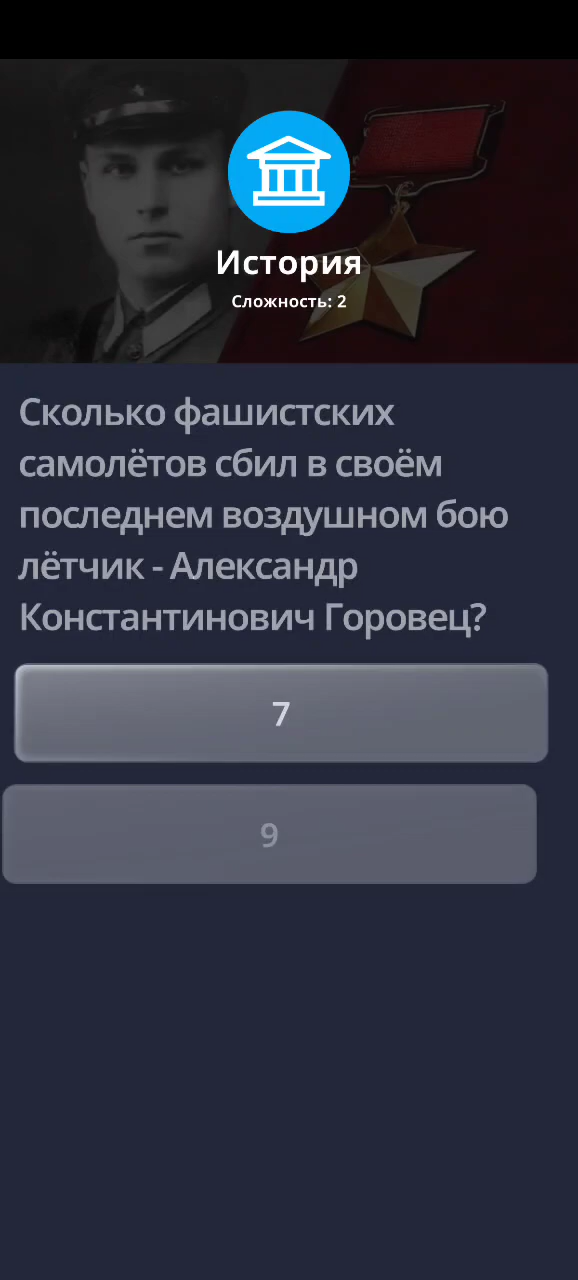 История
Сложность: 2
Сколько фашистских
самолётов сбил в своём
последнем воздушном бою
лётчик - Александр
Константинович Горовец?
7
9